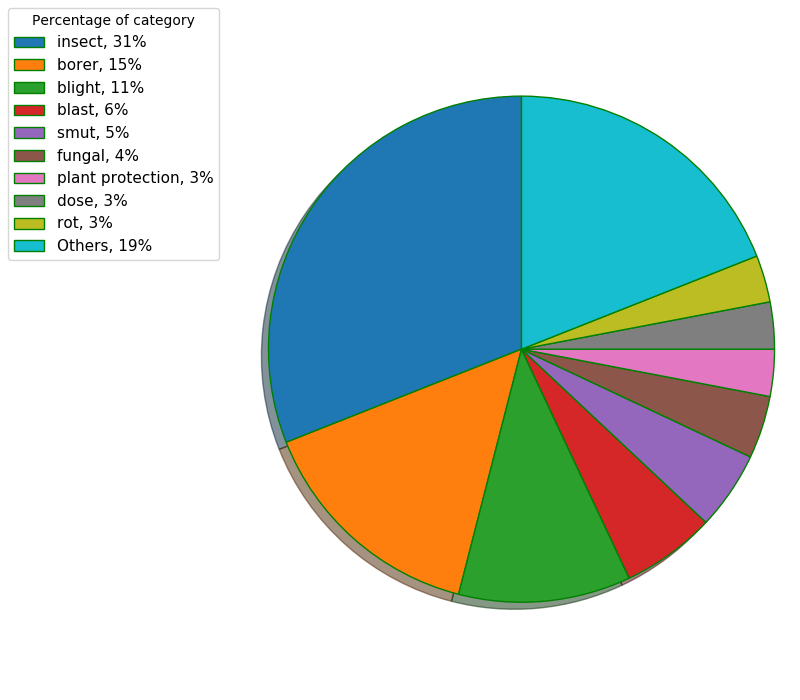 Percentage of category
insect, 31%
borer, 15%
blight, 11%
blast, 6%
smut, 5%
fungal, 4%
plant protection, 3%
dose, 3%
rot, 3%
Others, 19%